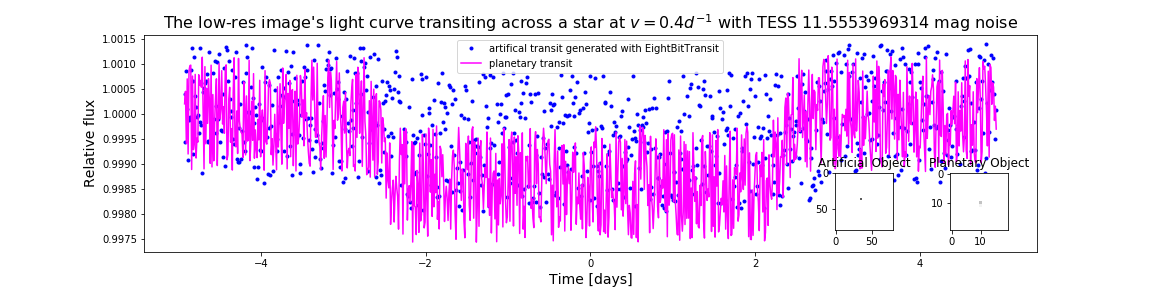 The low-res image's light curve transiting across a star at v = 0.4d⁻¹ with TESS 11.5553969314 mag noise
artifical transit generated with EightBitTransit
planetary transit
Relative flux
1.0015
1.0010
1.0005
1.0000
0.9995
0.9990
0.9985
0.9980
0.9975
Artificial Object
0
50
0 50
Planetary Object
0
10
0 10
−4 −2 0 2 4
Time [days]